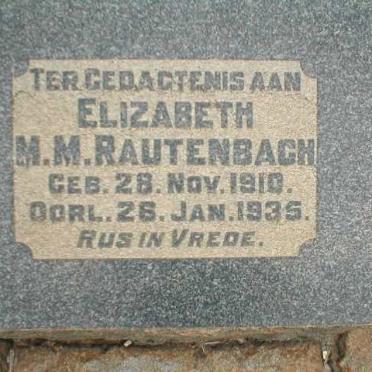 TER GEDAGTENIS AAN
ELIZABETH
M.M. RAUTENBACH
GEB. 28. NOV. 1910.
OORL. 26. JAN. 1935.
RUS IN VREDE.